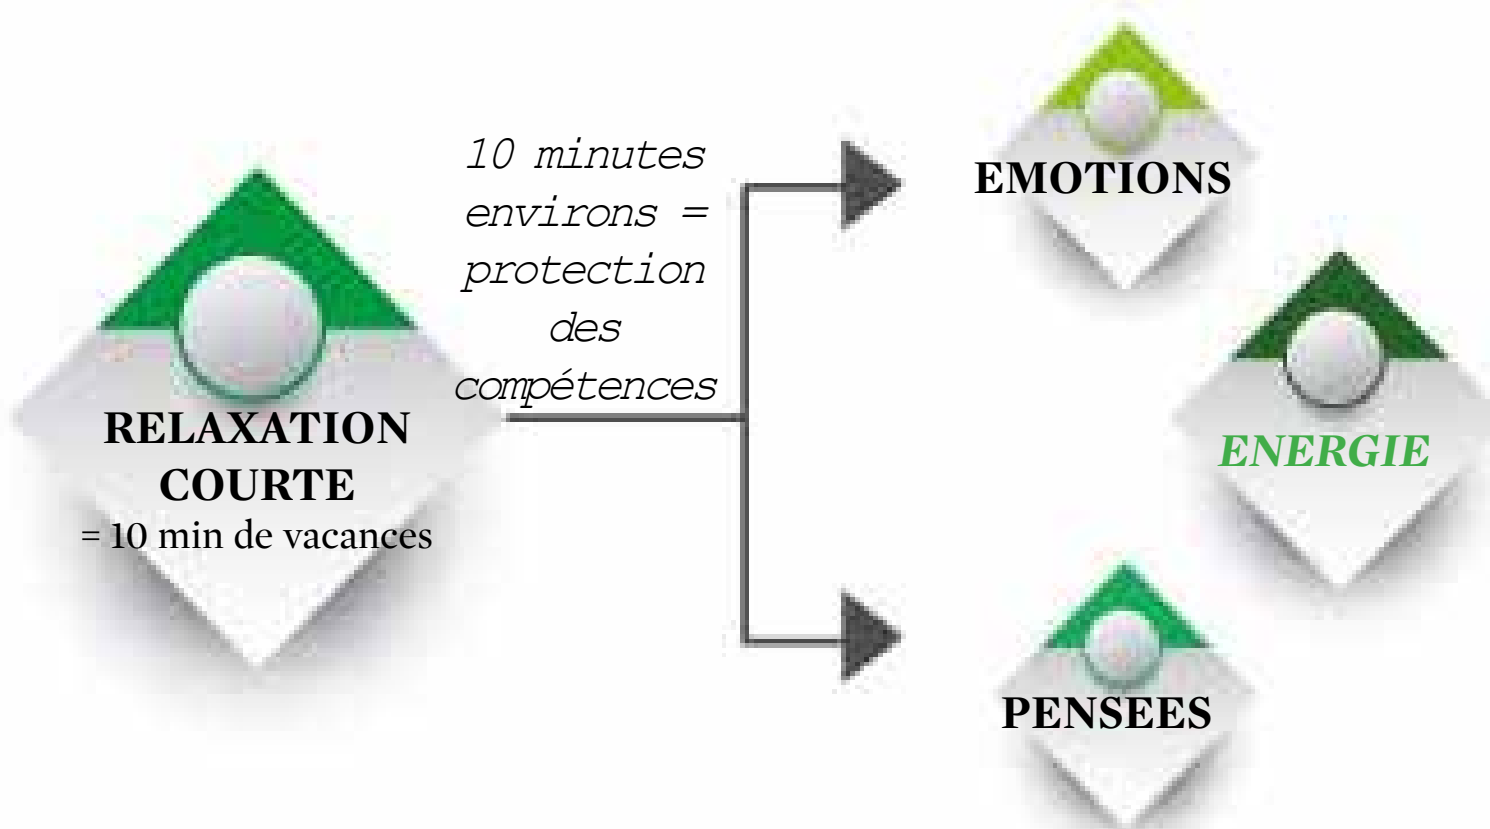 RELAXATION
COURTE
= 10 min de vacances
10 minutes
environs =
protection
des
compétences
EMOTIONS
ENERGIE
PENSEES